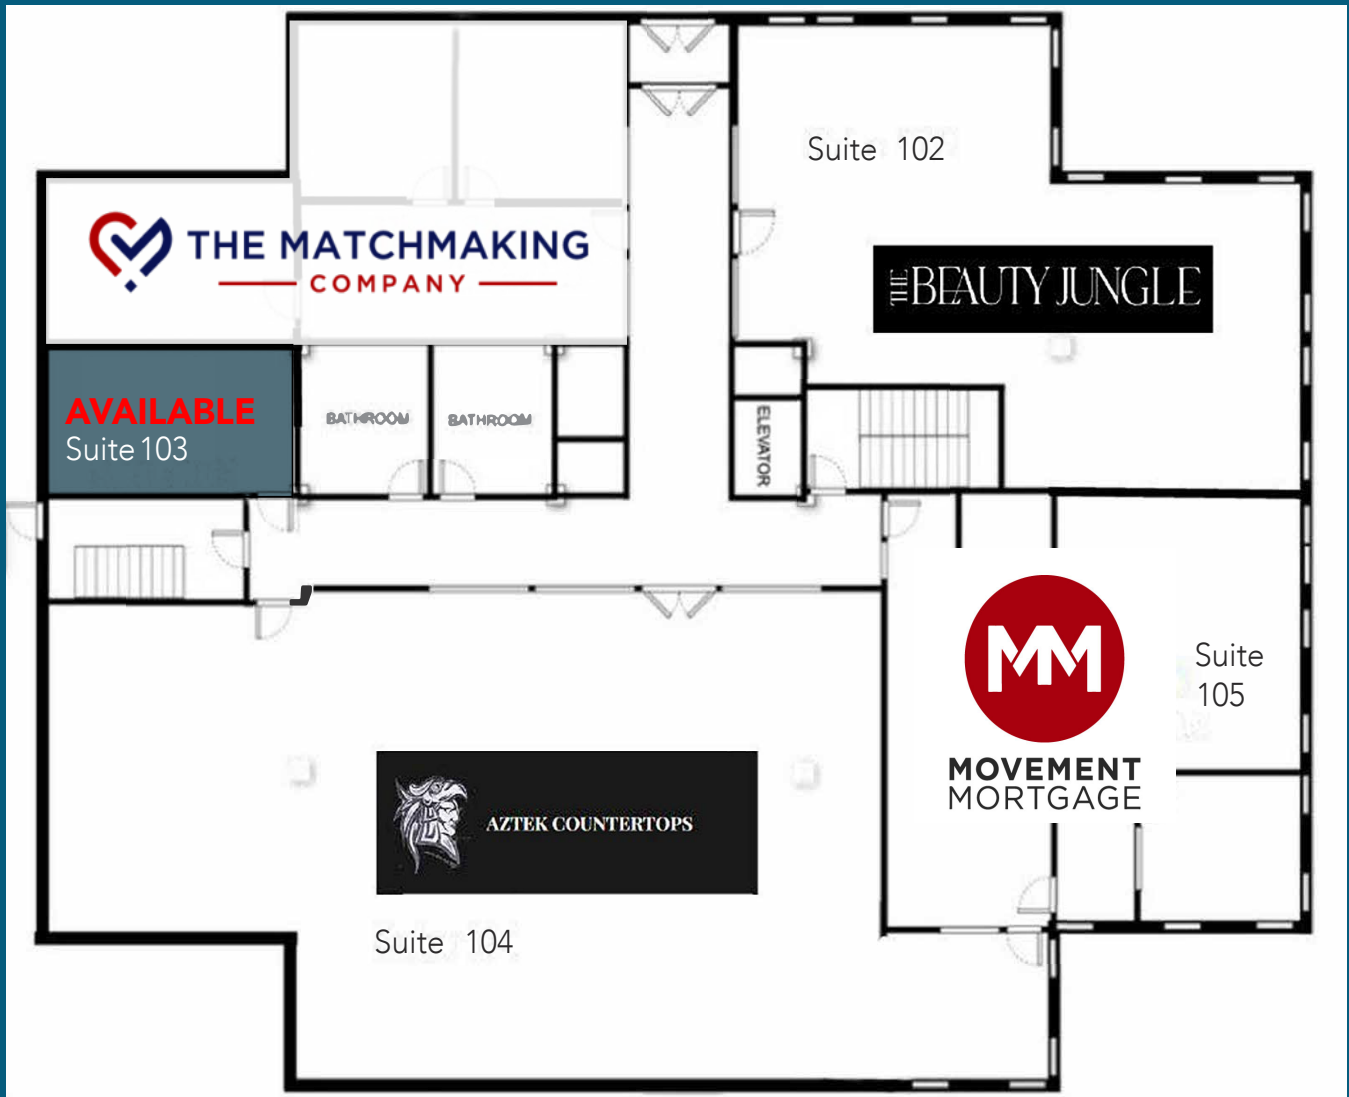 Suite 102
THE MATCHMAKING
COMPANY
THE BEAUTY JUNGLE
AVAILABLE
Suite 103
BATHROOM
BATHROOM
ELEVATOR
MM
MOVEMENT
MORTGAGE
Suite
105
AZTEK COUNTERTOPS
Suite 104